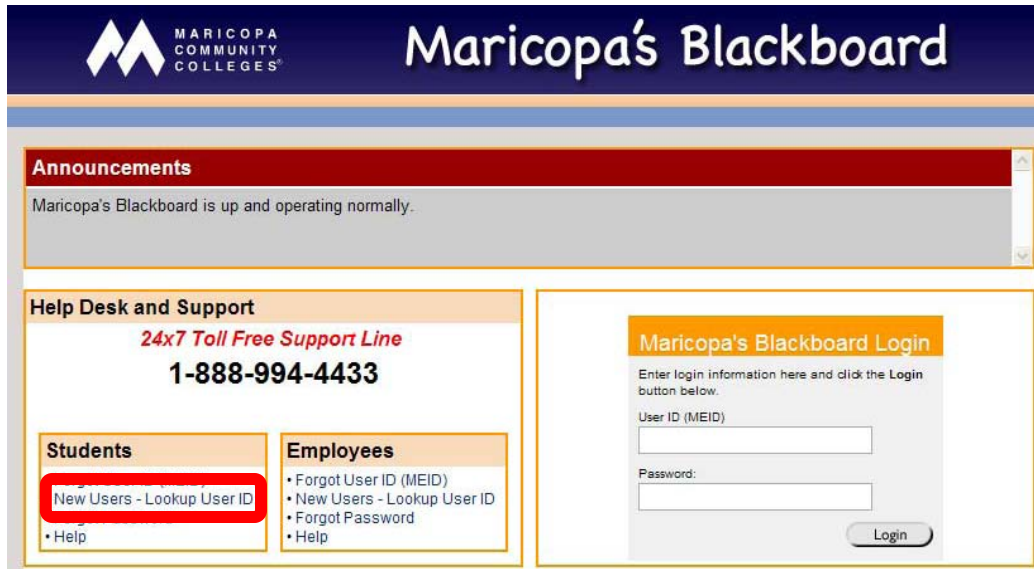 MARICOPA
COMMUNITY
COLLEGES®
Maricopa's Blackboard
Announcements
Maricopa's Blackboard is up and operating normally.
Help Desk and Support
24x7 Toll Free Support Line
1-888-994-4433
Students
New Users - Lookup User ID
• Help
Employees
• Forgot User ID (MEID)
• New Users - Lookup User ID
• Forgot Password
• Help
Maricopa's Blackboard Login
Enter login information here and click the Login
button below.
User ID (MEID)
Password:
Login